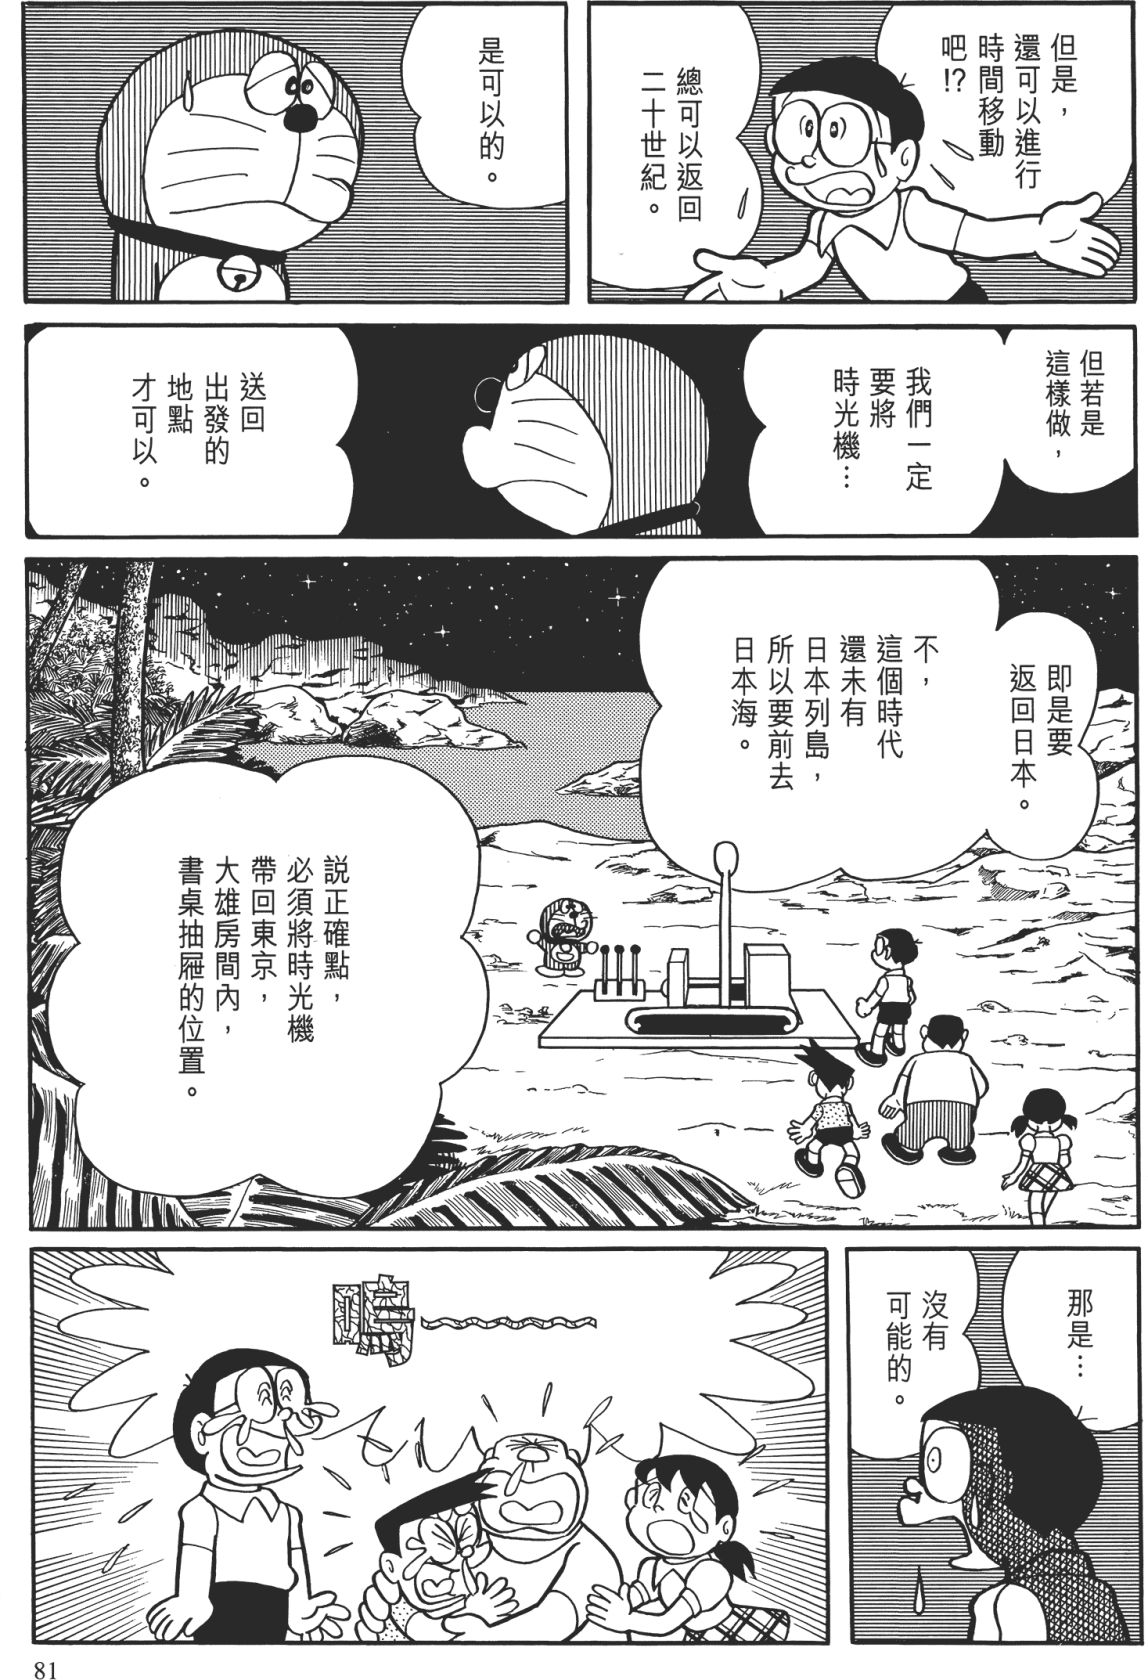 但是，
還可以進行
時間移動
吧!?
總可以返回
二十世紀。
是可以的。
但若是
這樣做，
我們一定
要將
時光機…
送回
出發的
地點
才可以。
即是要
返回日本。
不，
這個時代
還未有
日本列島，
所以要前去
日本海。
説正確點，
必須將時光機
帶回東京，
大雄房間內，
書桌抽屜的位置。
那是…
沒有
可能的。
嗚～
81